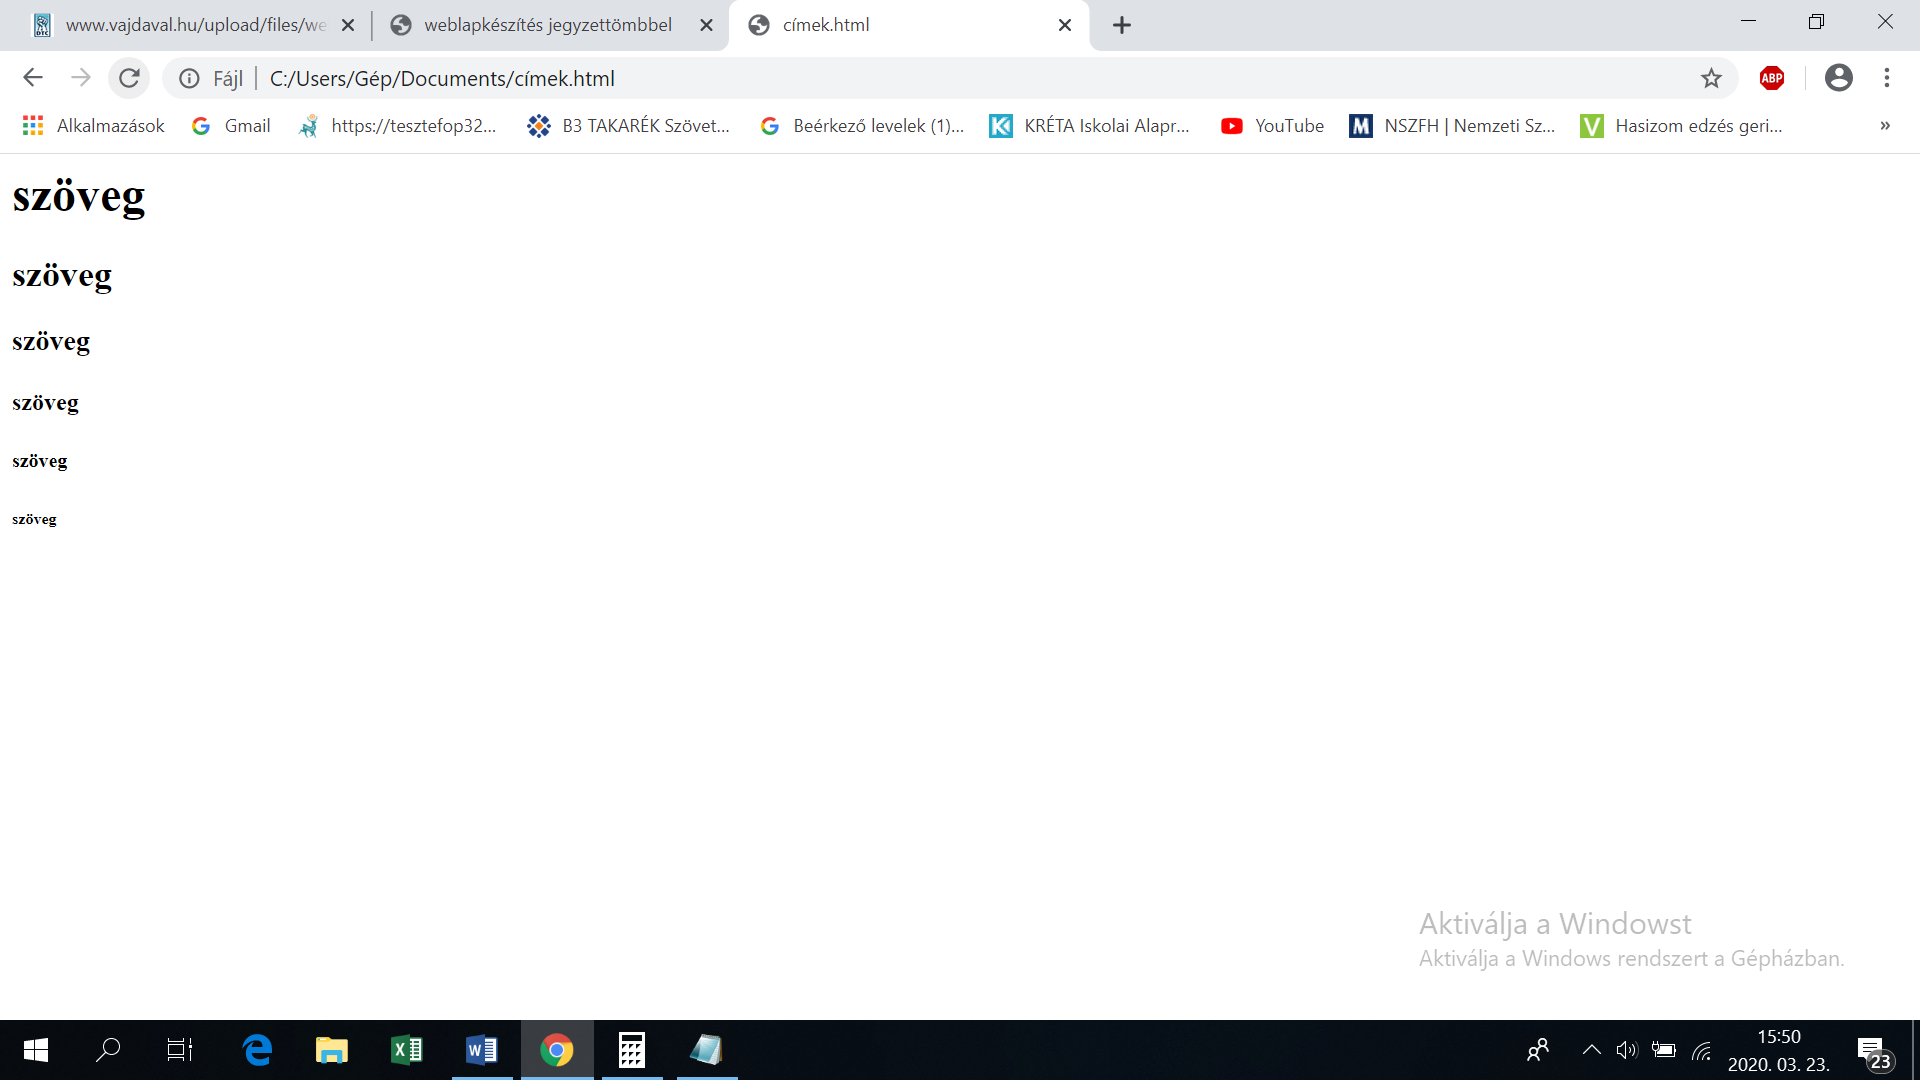 www.vajdaval.hu/upload/files/we
weblapkészítés jegyzettömbbel
címek.html
Fájl
C:/Users/Gép/Documents/címek.html
ABP
Alkalmazások
Gmail
https://tesztefop32...
B3 TAKARÉK Szövet...
Beérkező levelek (1)...
KRÉTA Iskolai Alapr...
YouTube
NSZFH | Nemzeti Sz...
Hasizom edzés geri...
»
szöveg
szöveg
szöveg
szöveg
szöveg
szöveg
Aktiválja a Windowst
Aktiválja a Windows rendszert a Gépházban.
15:50
2020. 03. 23.
23